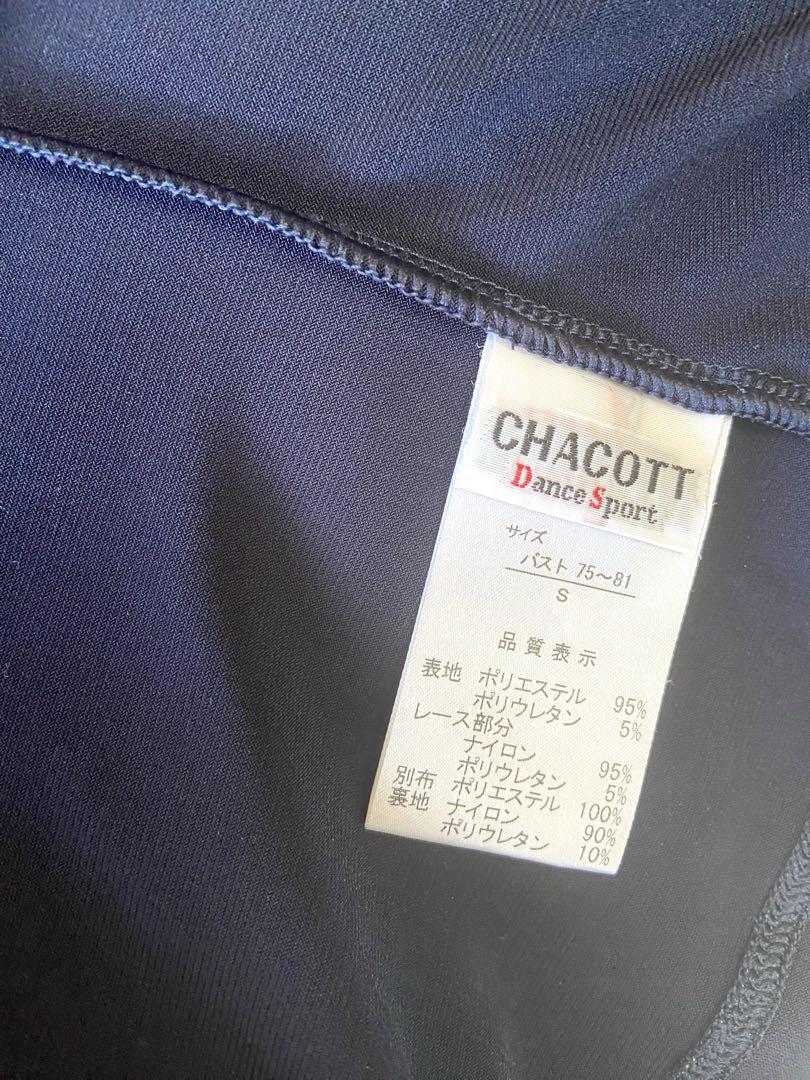 CHACOTT
Dance Sport
サイズ
バスト 75〜81
S
品質表示
表地 ポリエステル 95%
ポリウレタン 5%
レース部分
ナイロン 95%
ポリウレタン 5%
別布 ポリエステル 100%
裏地 ナイロン 90%
ポリウレタン 10%